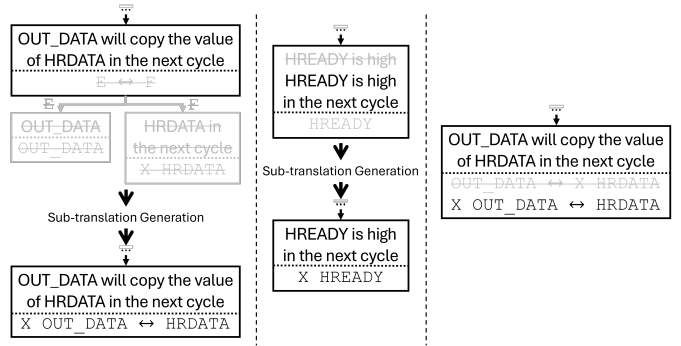 OUT_DATA will copy the value
of HRDATA in the next cycle
E ↔ F
E
F
OUT_DATA
OUT_DATA
HRDATA in
the next cycle
X HRDATA
Sub-translation Generation
OUT_DATA will copy the value
of HRDATA in the next cycle
X OUT_DATA ↔ HRDATA
HREADY is high
HREADY is high
in the next cycle
HREADY
Sub-translation Generation
HREADY is high
in the next cycle
X HREADY
OUT_DATA will copy the value
of HRDATA in the next cycle
OUT_DATA ↔ X HRDATA
X OUT_DATA ↔ HRDATA